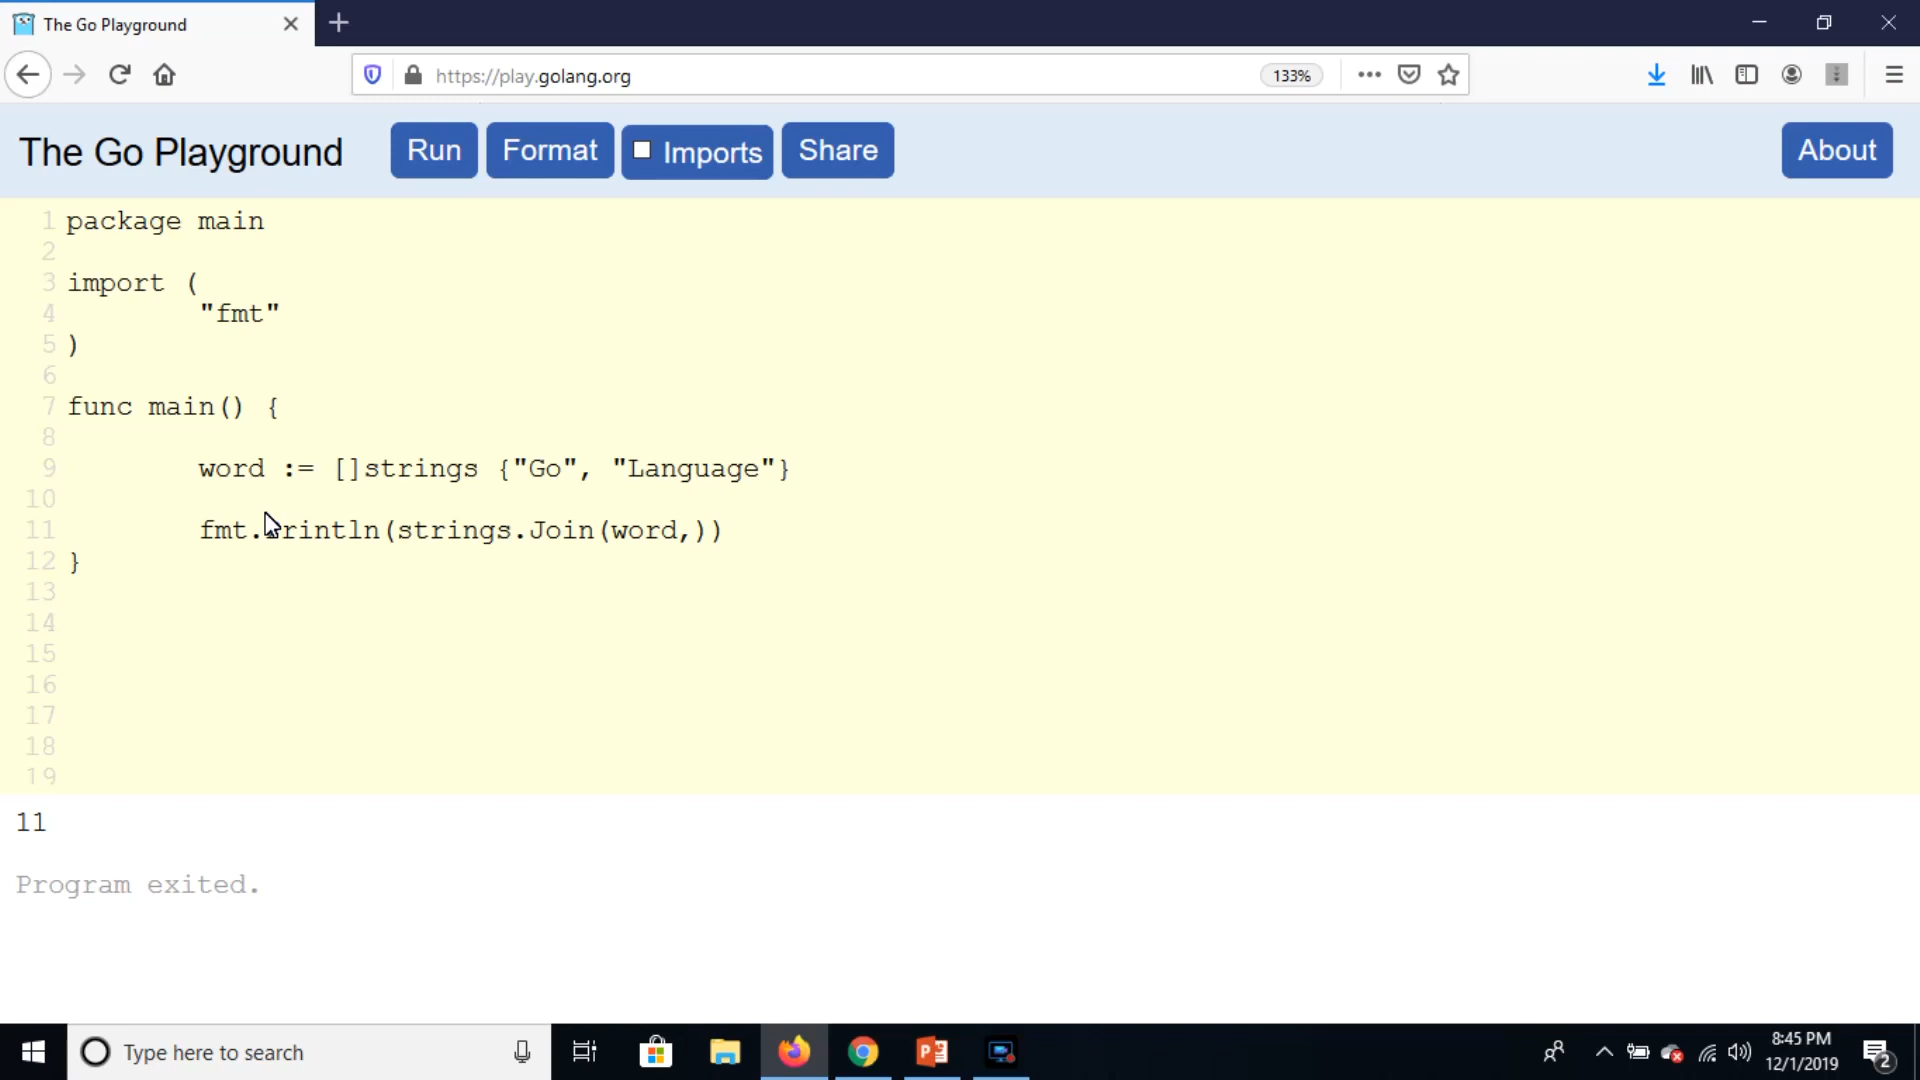 The Go Playground
https://play.golang.org
133%
The Go Playground
Run
Format
Imports
Share
About
1 package main
2
3 import (
4 "fmt"
5 )
6
7 func main() {
8
9 word := []strings {"Go", "Language"}
10
11 fmt.Println(strings.Join(word,))
12 }
13
14
15
16
17
18
19
11
Program exited.
Type here to search
8:45 PM
12/1/2019
2